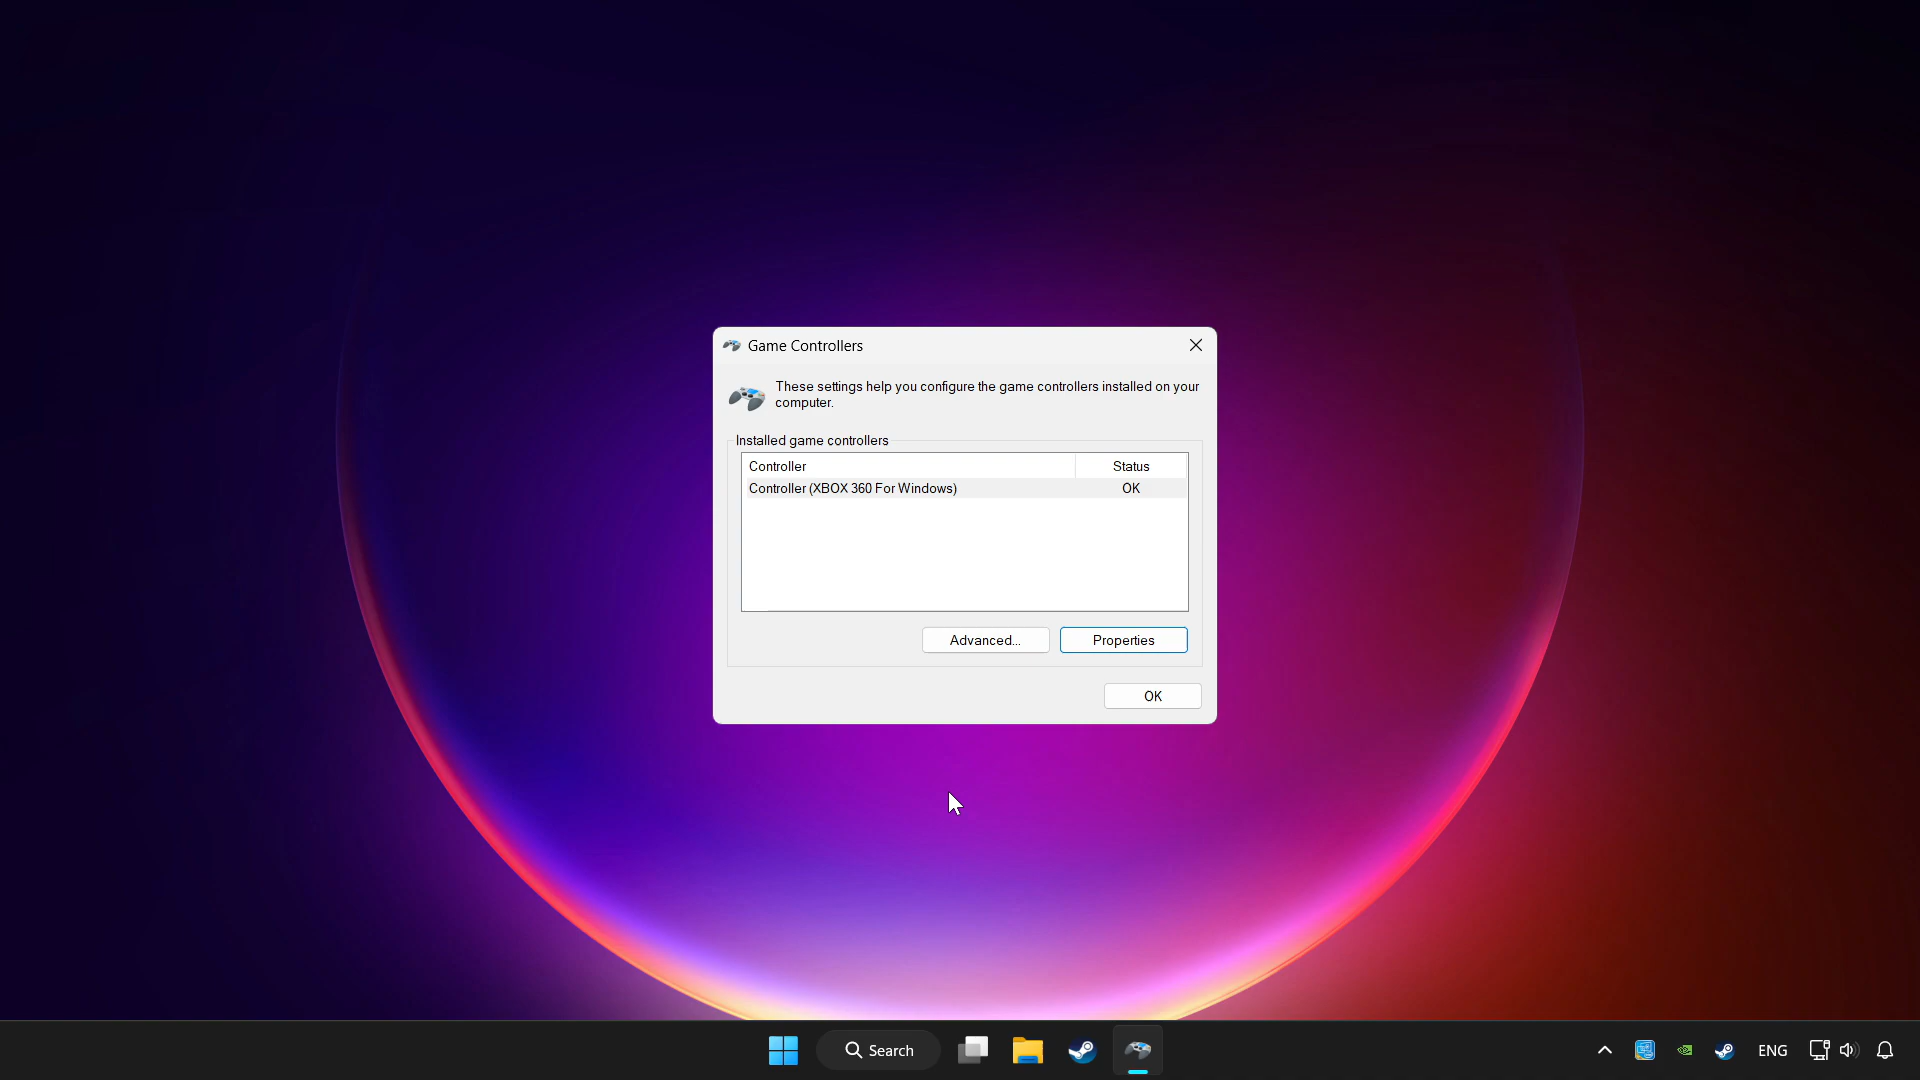 Game Controllers
These settings help you configure the game controllers installed on your
computer.
Installed game controllers
Controller Status
Controller (XBOX 360 For Windows) OK
Advanced... Properties
OK
Search ENG